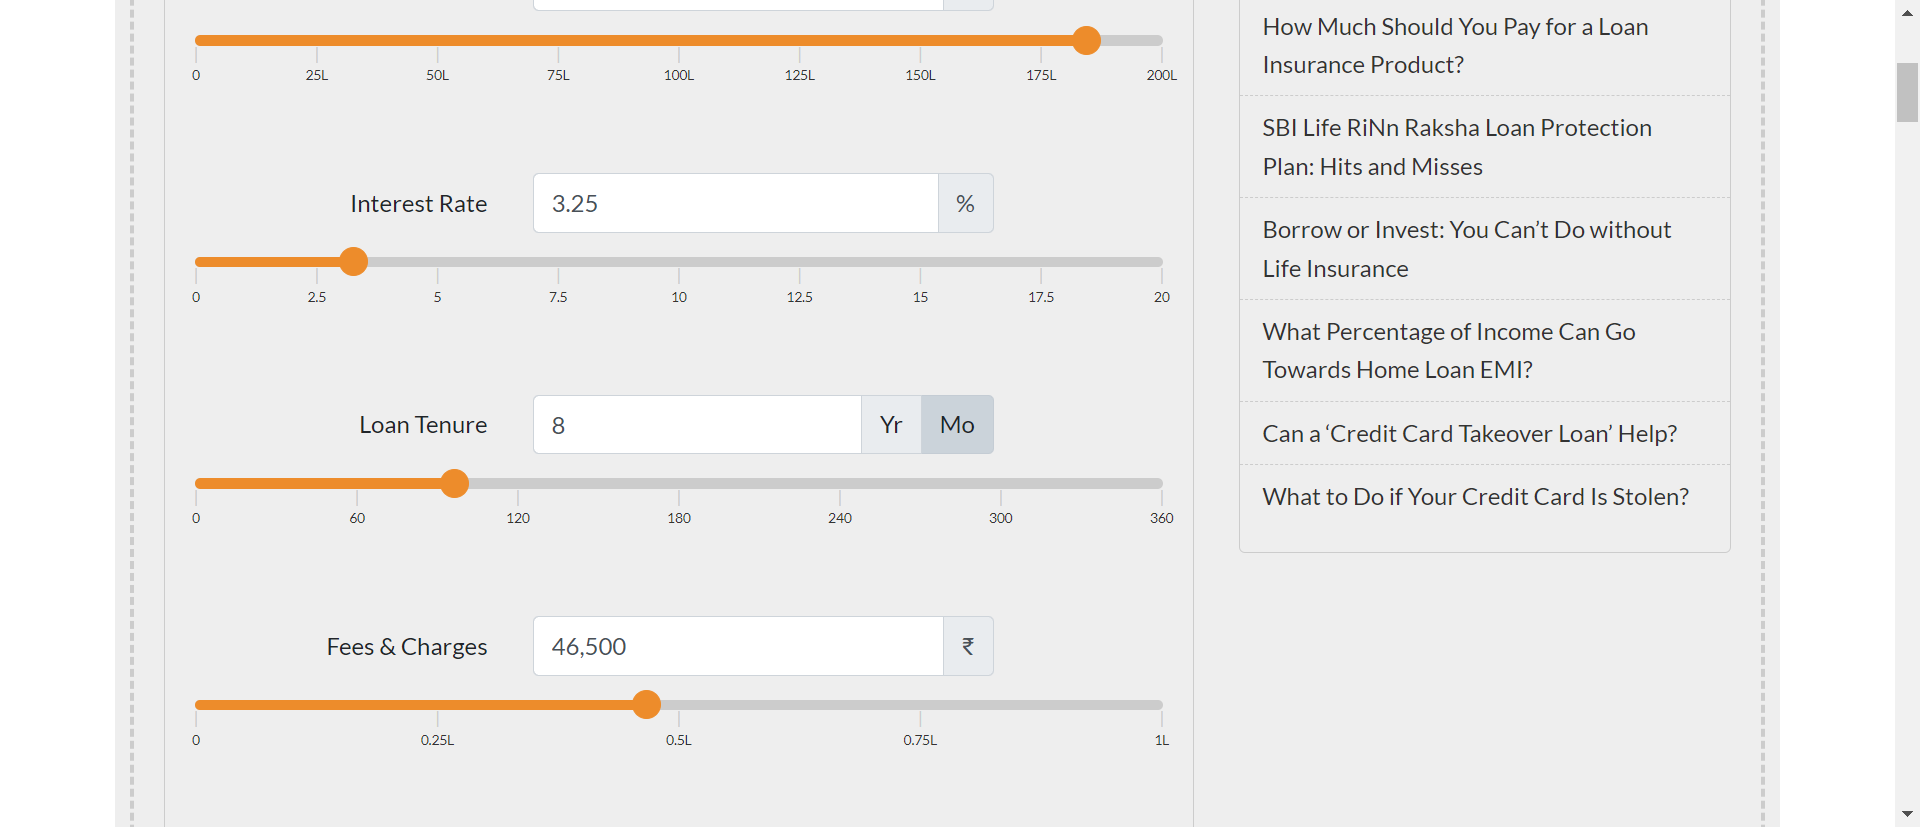 0 25L 50L 75L 100L 125L 150L 175L 200L
Interest Rate 3.25 %
0 2.5 5 7.5 10 12.5 15 17.5 20
Loan Tenure 8 Yr Mo
0 60 120 180 240 300 360
Fees & Charges 46,500 ₹
0 0.25L 0.5L 0.75L 1L
How Much Should You Pay for a Loan
Insurance Product?
SBI Life RiNn Raksha Loan Protection
Plan: Hits and Misses
Borrow or Invest: You Can’t Do without
Life Insurance
What Percentage of Income Can Go
Towards Home Loan EMI?
Can a ‘Credit Card Takeover Loan’ Help?
What to Do if Your Credit Card Is Stolen?